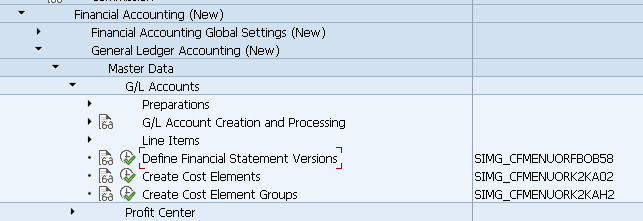 Financial Accounting (New)
Financial Accounting Global Settings (New)
General Ledger Accounting (New)
Master Data
G/L Accounts
Preparations
G/L Account Creation and Processing
Line Items
Define Financial Statement Versions SIMG_CFMENUORFBOB58
Create Cost Elements SIMG_CFMENUORK2KA02
Create Cost Element Groups SIMG_CFMENUORK2KAH2
Profit Center